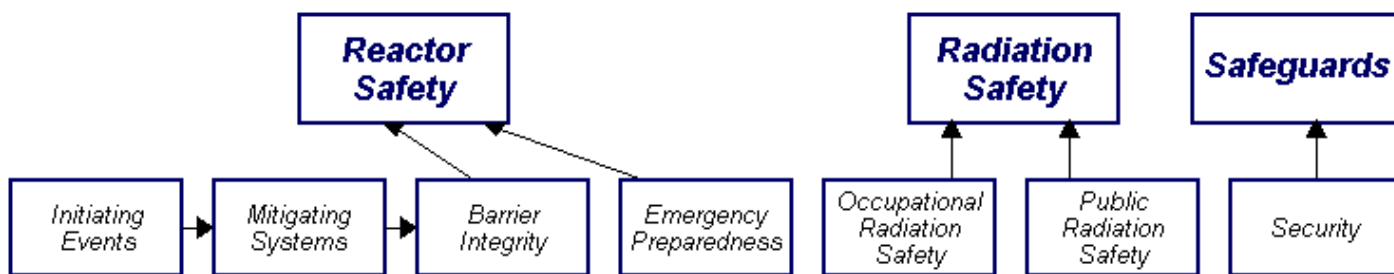 Reactor
Safety
Radiation
Safety
Safeguards
Initiating
Events
Mitigating
Systems
Barrier
Integrity
Emergency
Preparedness
Occupational
Radiation
Safety
Public
Radiation
Safety
Security